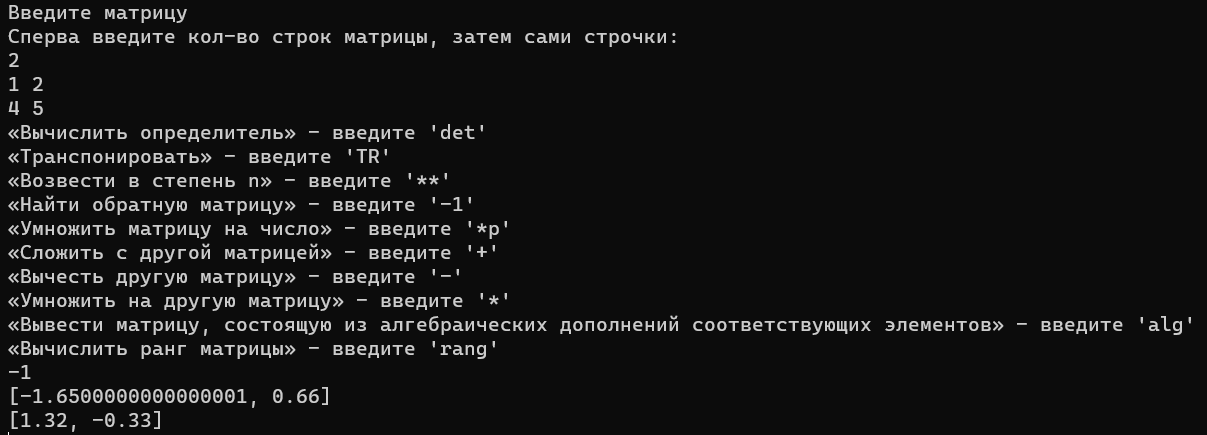 Введите матрицу
Сперва введите кол-во строк матрицы, затем сами строчки:
2
1 2
4 5
«Вычислить определитель» - введите 'det'
«Транспонировать» - введите 'TR'
«Возвести в степень n» - введите '**'
«Найти обратную матрицу» - введите '-1'
«Умножить матрицу на число» - введите '*p'
«Сложить с другой матрицей» - введите '+'
«Вычесть другую матрицу» - введите '-'
«Умножить на другую матрицу» - введите '*'
«Вывести матрицу, состоящую из алгебраических дополнений соответствующих элементов» - введите 'alg'
«Вычислить ранг матрицы» - введите 'rang'
-1
[-1.6500000000000001, 0.66]
[1.32, -0.33]